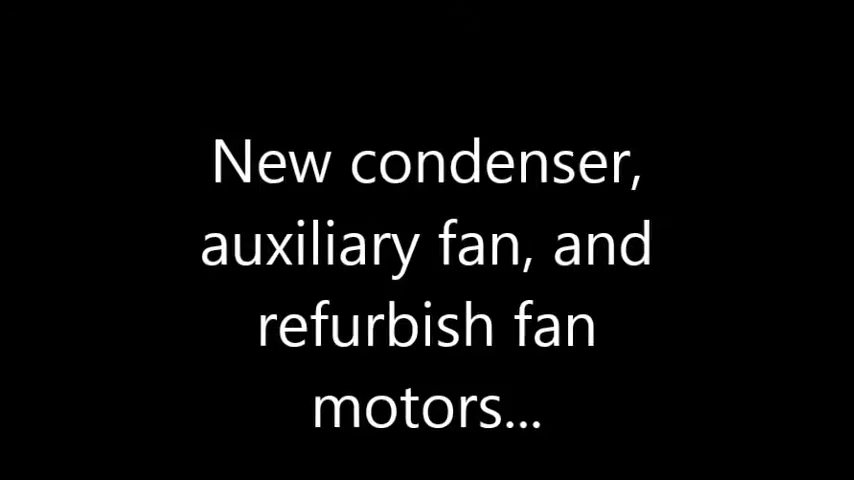 New condenser,
auxiliary fan, and
refurbish fan
motors...